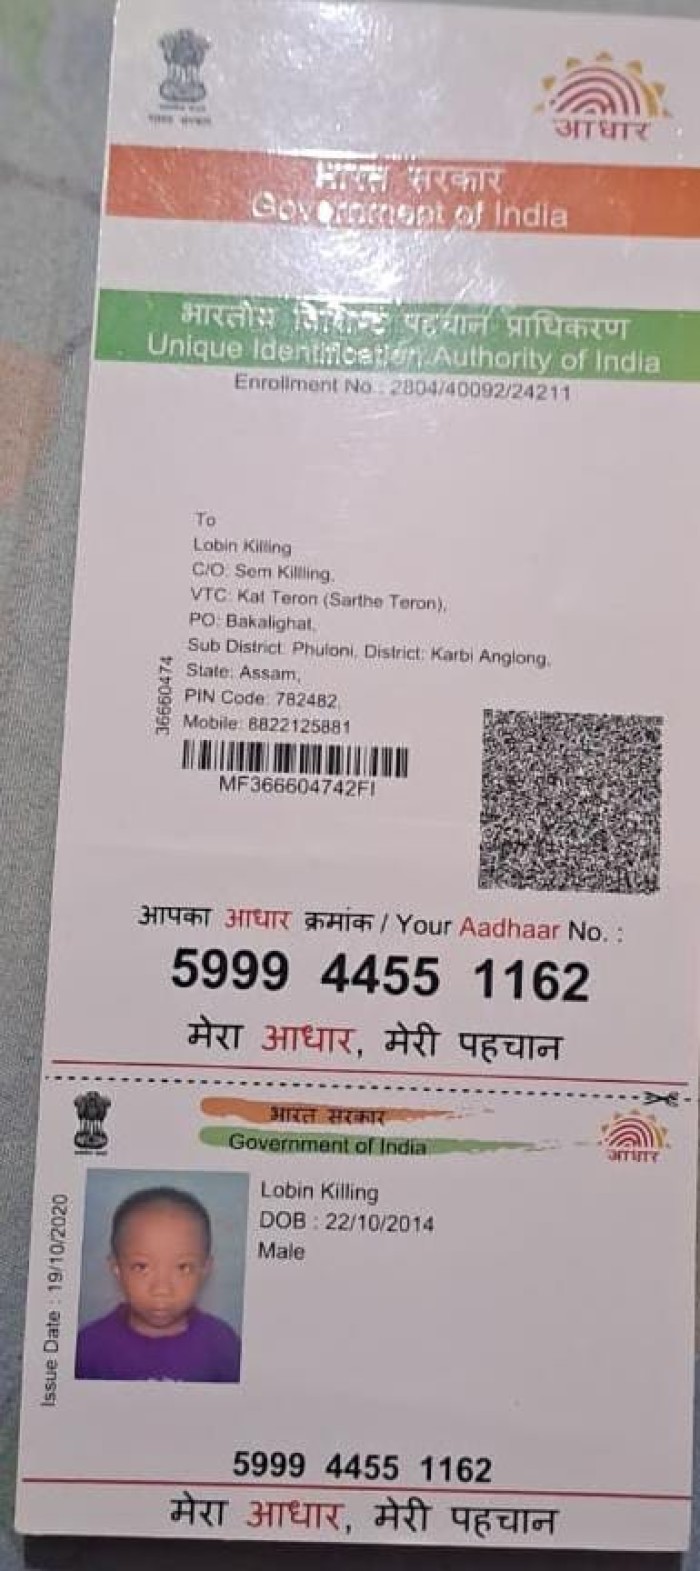 भारत सरकार
आधार
भारत सरकार
Government of India
भारतीय विशिष्ट पहचान प्राधिकरण
Unique Identification Authority of India
Enrollment No.: 2804/40092/24211
To
Lobin Killing
C/O: Sem Killling,
VTC: Kat Teron (Sarthe Teron),
PO: Bakalighat,
Sub District: Phuloni, District: Karbi Anglong,
State: Assam,
PIN Code: 782482,
Mobile: 8822125881
36660474
MF366604742FI
आपका आधार क्रमांक / Your Aadhaar No. :
5999 4455 1162
मेरा आधार, मेरी पहचान
भारत सरकार
Government of India
आधार
Issue Date : 19/10/2020
Lobin Killing
DOB : 22/10/2014
Male
5999 4455 1162
मेरा आधार, मेरी पहचान